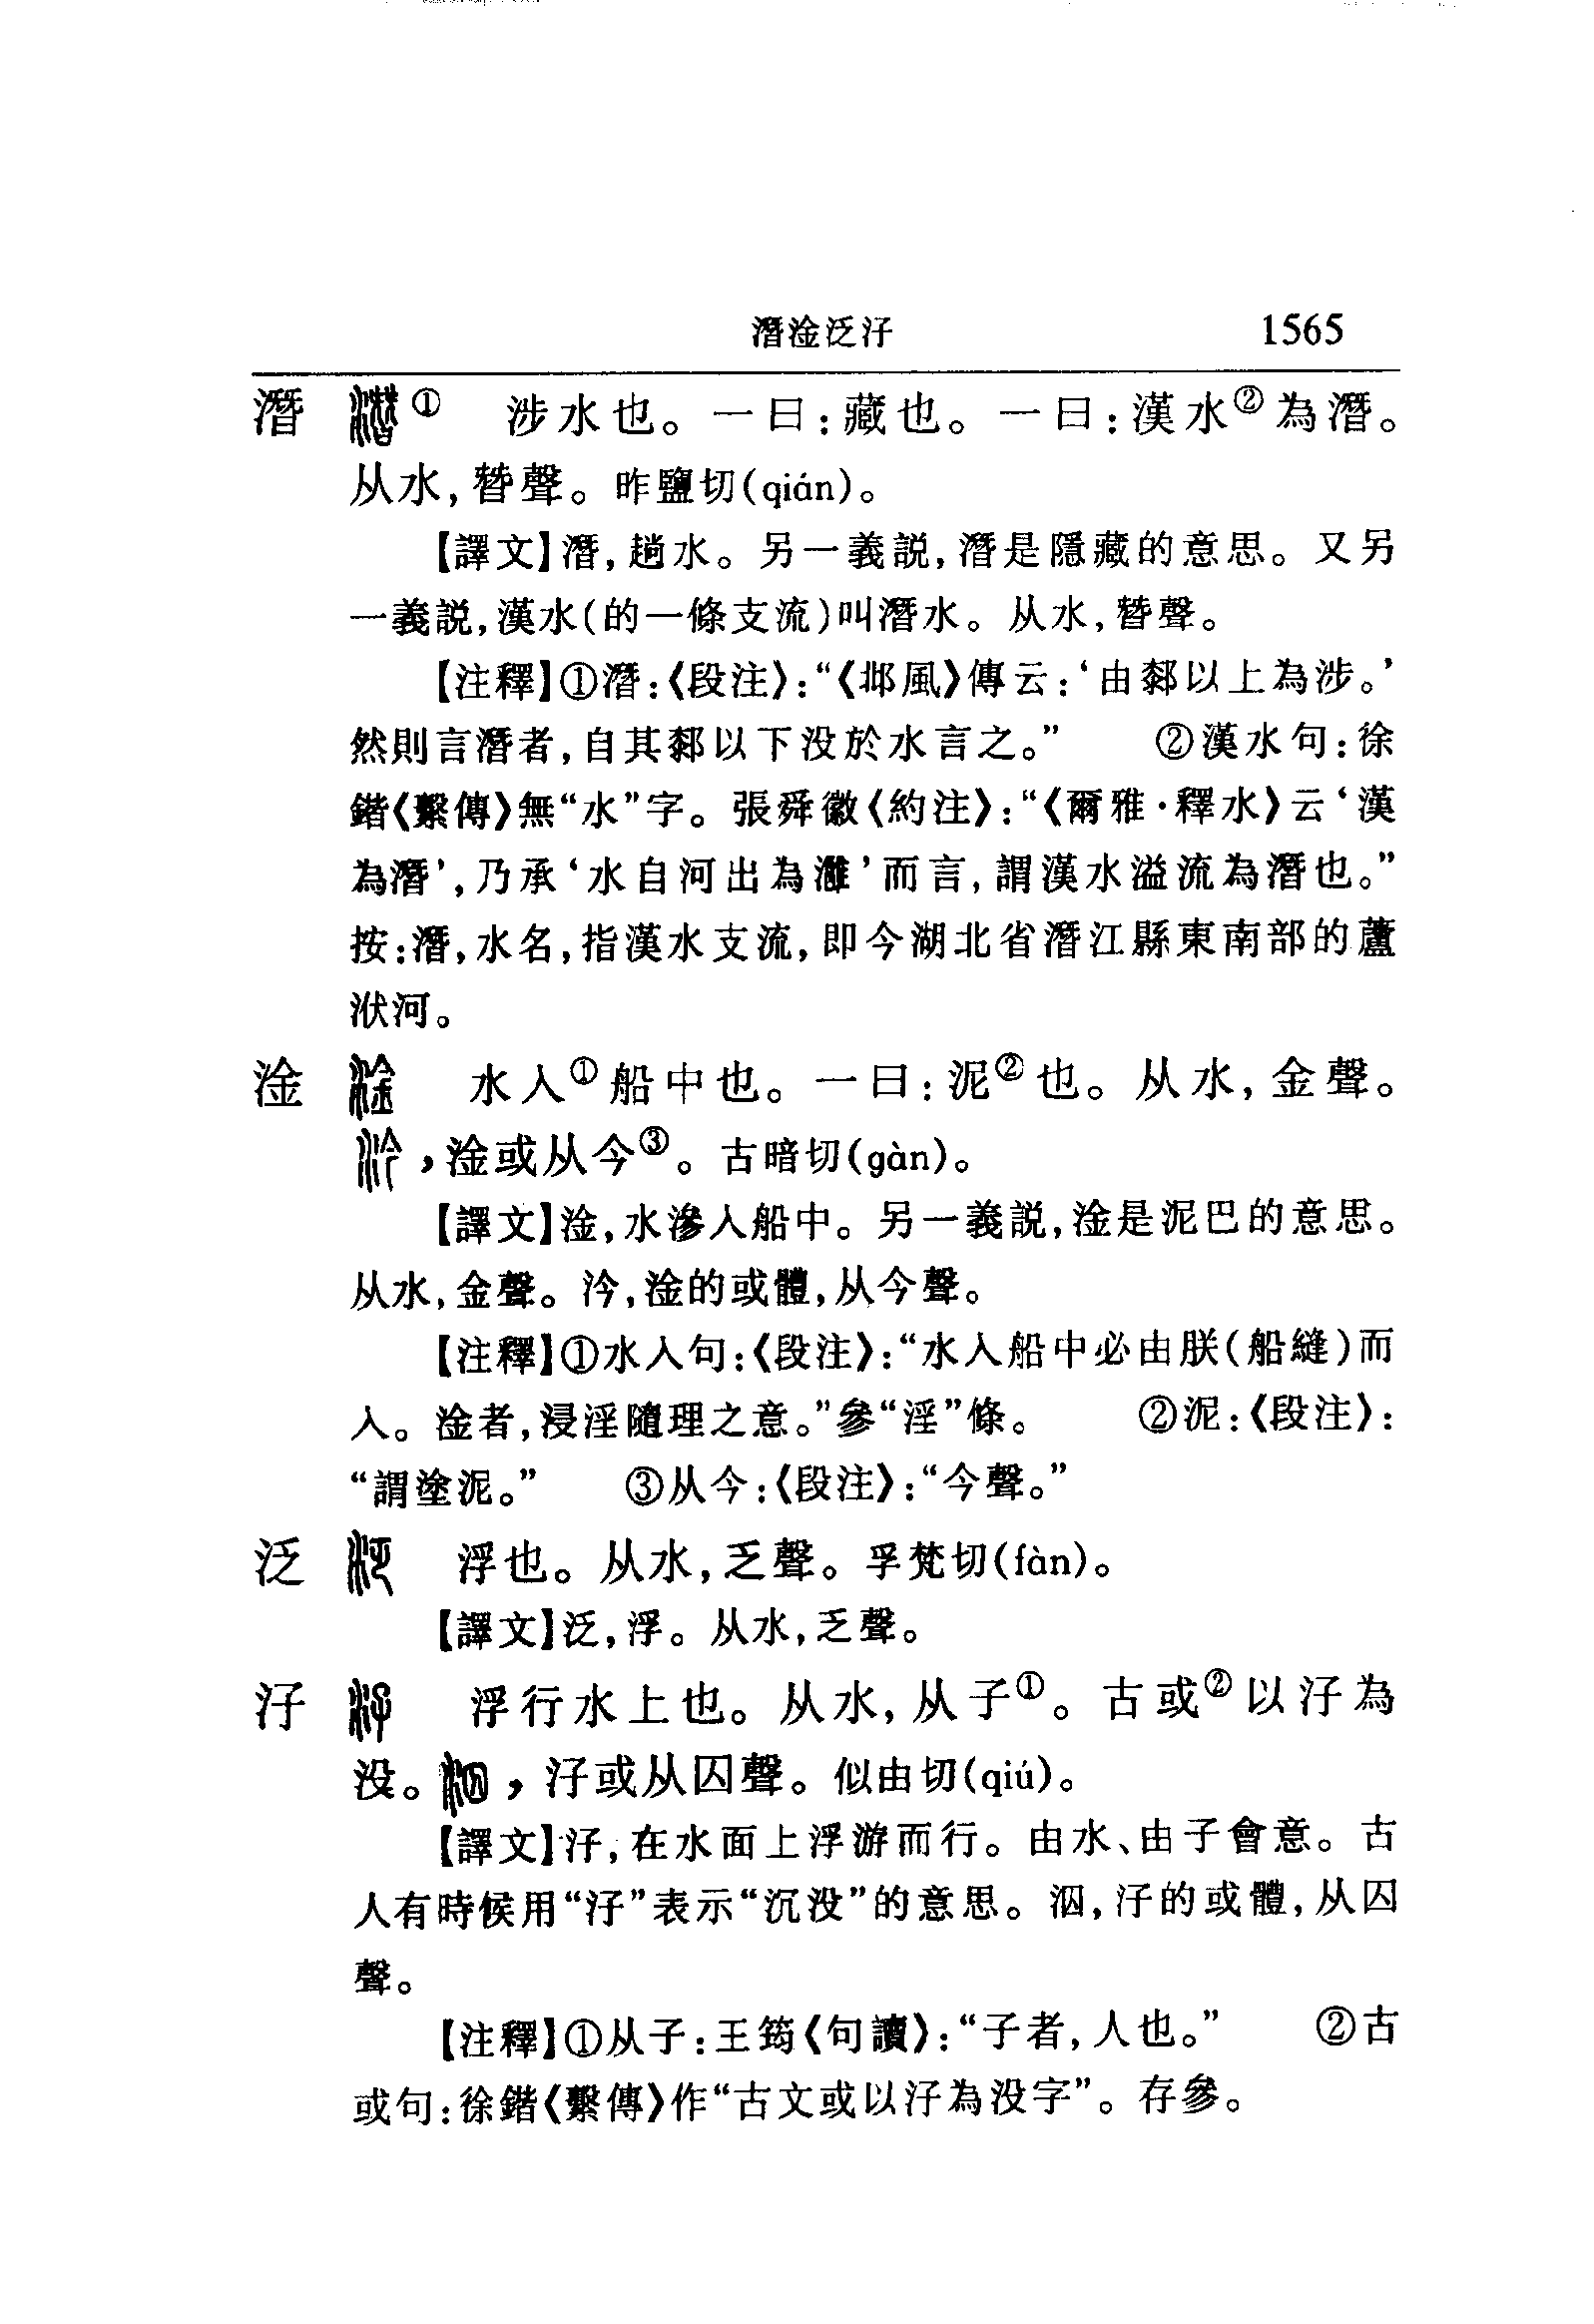 潛淦泛汓 1565
潛 ① 涉水也。一曰：藏也。一曰：漢水②為潛。
从水，朁聲。昨鹽切(qián)。
【譯文】潛，趟水。另一義説，潛是隱藏的意思。又另
一義説，漢水(的一條支流)叫潛水。从水，朁聲。
【注釋】①潛：《段注》：“《邶風》傳云：‘由䣛以上為涉。’
然則言潛者，自其䣛以下没於水言之。” ②漢水句：徐
鍇《繫傳》無“水”字。張舜徽《約注》：“《爾雅·釋水》云‘漢
為潛’，乃承‘水自河出為灉’而言，謂漢水溢流為潛也。”
按：潛，水名，指漢水支流，即今湖北省潛江縣東南部的蘆
洑河。
淦 淦 水入①船中也。一曰：泥②也。从水，金聲。
汵，淦或从今③。古暗切(gàn)。
【譯文】淦，水滲入船中。另一義説，淦是泥巴的意思。
从水，金聲。汵，淦的或體，从今聲。
【注釋】①水入句：《段注》：“水入船中必由朕(船縫)而
入。淦者，浸淫隨理之意。”參“淫”條。 ②泥：《段注》：
“謂塗泥。” ③从今：《段注》：“今聲。”
泛 泛 浮也。从水，乏聲。孚梵切(fàn)。
【譯文】泛，浮。从水，乏聲。
汓 汓 浮行水上也。从水，从子①。古或②以汓為
没。泅，汓或从囚聲。似由切(qiú)。
【譯文】汓，在水面上浮游而行。由水、由子會意。古
人有時候用“汓”表示“沉没”的意思。泅，汓的或體，从囚
聲。
【注釋】①从子：王筠《句讀》：“子者，人也。” ②古
或句：徐鍇《繫傳》作“古文或以汓為没字”。存參。